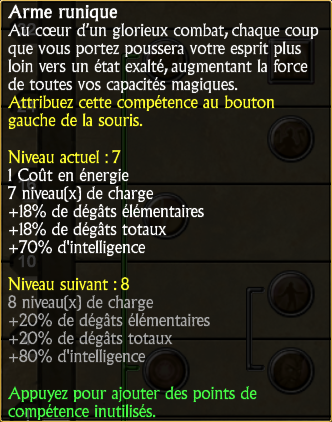 Arme runique
Au cœur d'un glorieux combat, chaque coup
que vous portez poussera votre esprit plus
loin vers un état exalté, augmentant la force
de toutes vos capacités magiques.
Attribuez cette compétence au bouton
gauche de la souris.
Niveau actuel : 7
1 Coût en énergie
7 niveau(x) de charge
+18% de dégâts élémentaires
+18% de dégâts totaux
+70% d'intelligence
Niveau suivant : 8
8 niveau(x) de charge
+20% de dégâts élémentaires
+20% de dégâts totaux
+80% d'intelligence
Appuyez pour ajouter des points de
compétence inutilisés.